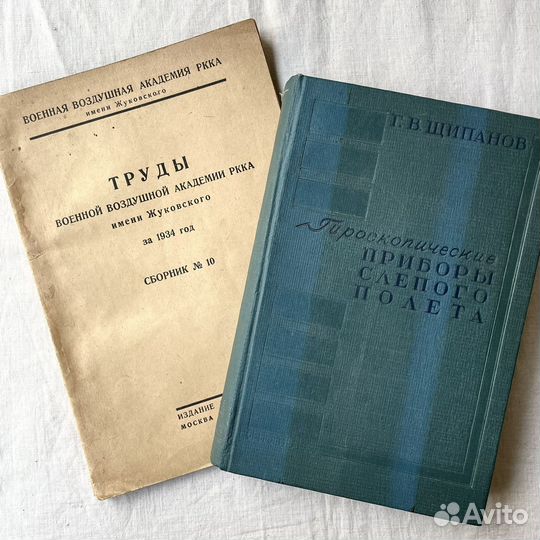 ВОЕННАЯ ВОЗДУШНАЯ АКАДЕМИЯ РККА
имени Жуковского
ТРУДЫ
ВОЕННОЙ ВОЗДУШНОЙ АКАДЕМИИ РККА
имени Жуковского
за 1934 год
СБОРНИК № 10
ИЗДАНИЕ
МОСКВА
Г. В. ЩИПАНОВ
Гироскопические
ПРИБОРЫ
СЛЕПОГО
ПОЛЕТА
Avito